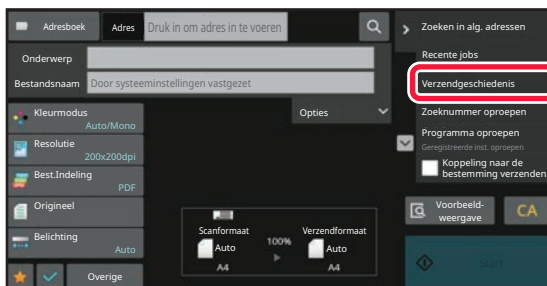 Adresboek
Adres
Druk in om adres in te voeren
Onderwerp
Bestandsnaam
Door systeeminstellingen vastgezet
Kleurmodus
Auto/Mono
Resolutie
200x200dpi
Best.Indeling
PDF
Origineel
Belichting
Auto
Overige
Opties
Scanformaat
Auto
A4
100%
Verzendformaat
Auto
A4
Zoeken in alg. adressen
Recente jobs
Verzendgeschiedenis
Zoeknummer oproepen
Programma oproepen
Geregistreerde inst. oproepen
Koppeling naar de
bestemming verzenden
Voorbeeld-
weergave
CA
Start